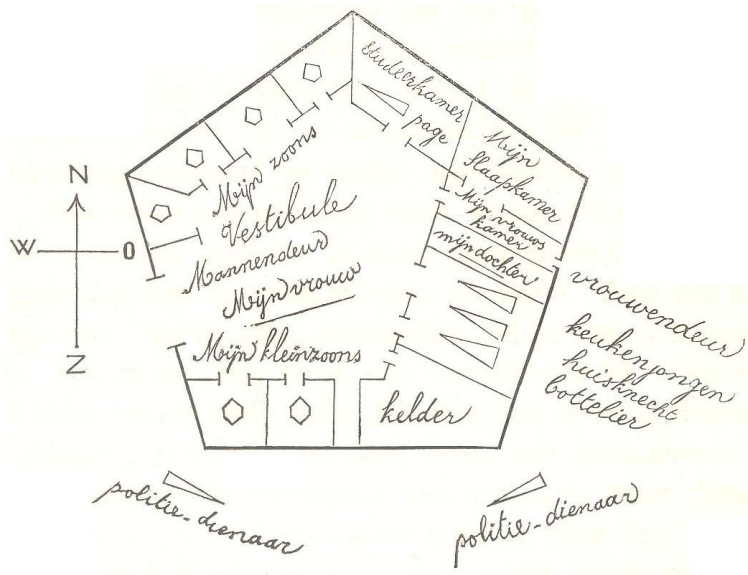 studeerkamer
page
Mijn
Slaapkamer
Mijn zoons
N
Mijn vrouws
kamer
Vestibule
W
O
mijn dochter
Mannendeur
Mijn vrouw
vrouwendeur
Z
Mijn kleinzoons
keukenjongen
huisknecht
bottelier
kelder
politie-dienaar
politie-dienaar